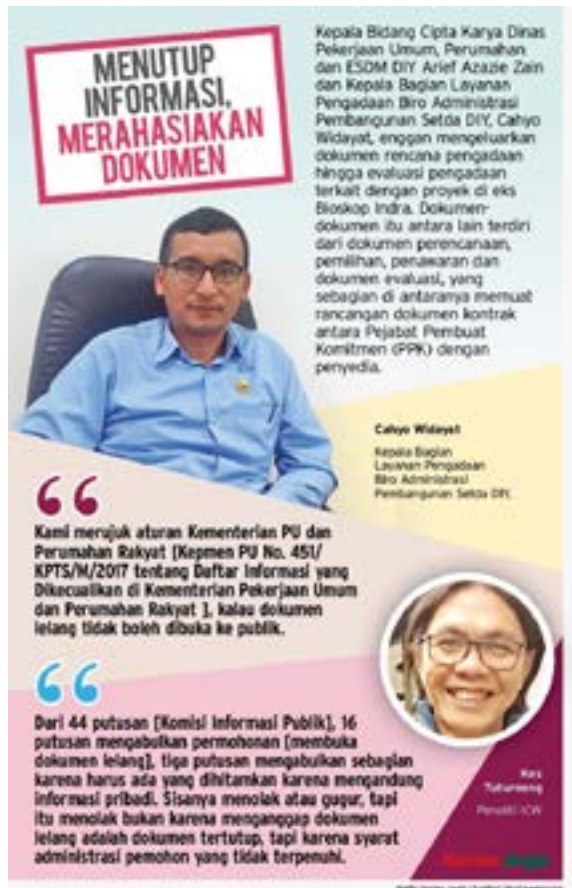 MENUTUP
INFORMASI,
MERAHASIAKAN
DOKUMEN
Kepala Bidang Cipta Karya Dinas
Pekerjaan Umum, Perumahan
dan ESDM DIY Arief Azazie Zain
dan Kepala Bagian Layanan
Pengadaan Biro Administrasi
Pembangunan Setda DIY, Cahyo
Widayat, enggan mengeluarkan
dokumen rencana pengadaan
hingga evaluasi pengadaan
terkait dengan proyek di eks
Bioskop Indra. Dokumen-
dokumen itu antara lain terdiri
dari dokumen perencanaan,
pemilihan, penawaran dan
dokumen evaluasi, yang
sebagian di antaranya memuat
rancangan dokumen kontrak
antara Pejabat Pembuat
Komitmen (PPK) dengan
penyedia.
Cahyo Widayat
Kepala Bagian
Layanan Pengadaan
Biro Administrasi
Pembangunan Setda DIY,
“
Kami merujuk aturan Kementerian PU dan
Perumahan Rakyat [Kepmen PU No. 451/
KPTS/M/2017 tentang Daftar Informasi yang
Dikecualikan di Kementerian Pekerjaan Umum
dan Perumahan Rakyat ], kalau dokumen
lelang tidak boleh dibuka ke publik.
“
Dari 44 putusan [Komisi Informasi Publik], 16
putusan mengabulkan permohonan [membuka
dokumen lelang], tiga putusan mengabulkan sebagian
karena harus ada yang dihitamkan karena mengandung
informasi pribadi. Sisanya menolak atau gugur, tapi
itu menolak bukan karena menganggap dokumen
lelang adalah dokumen tertutup, tapi karena syarat
administrasi pemohon yang tidak terpenuhi.
Peneliti ICW